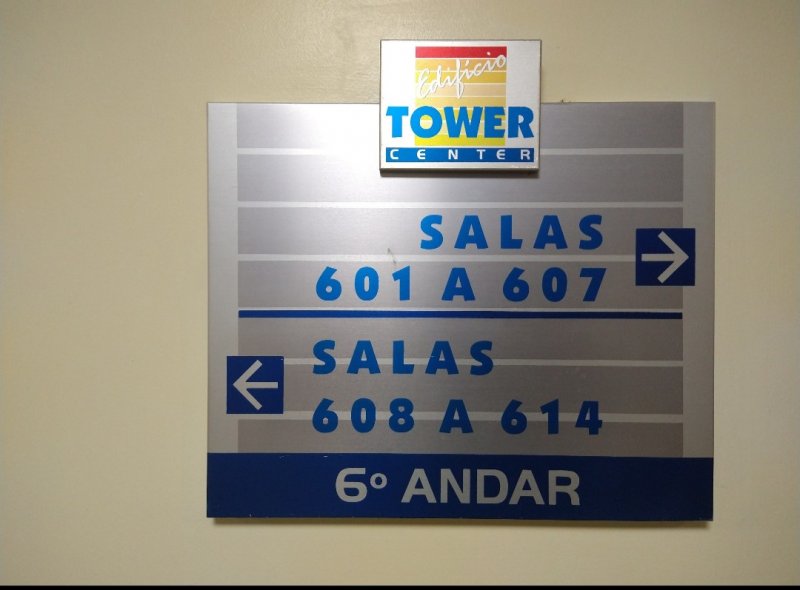 Edifício
TOWER
CENTER
SALAS
601 A 607
SALAS
608 A 614
6º ANDAR